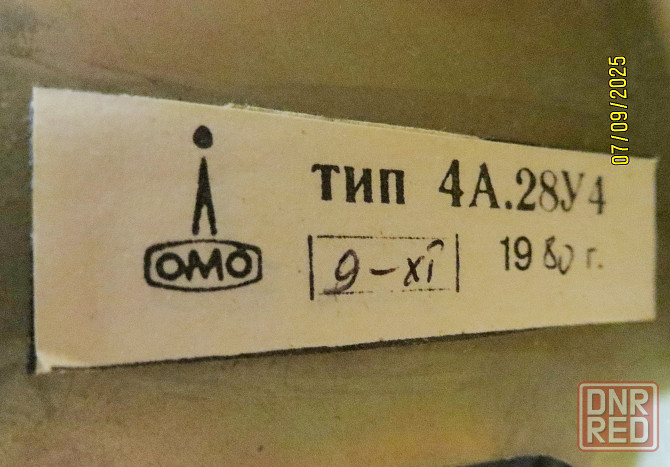 07/09/2025
тип 4А.28У4
ОМО
9-XI 1980 г.
DNR
RED